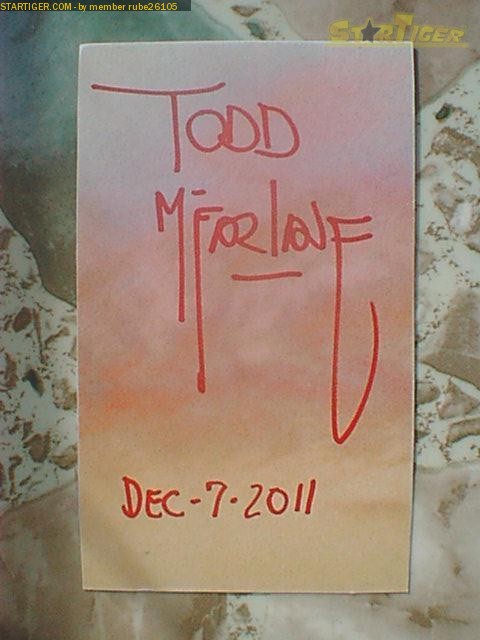 STARTIGER.COM - by member rube26105
STARTIGER
TODD
McFARLANE
DEC-7-2011